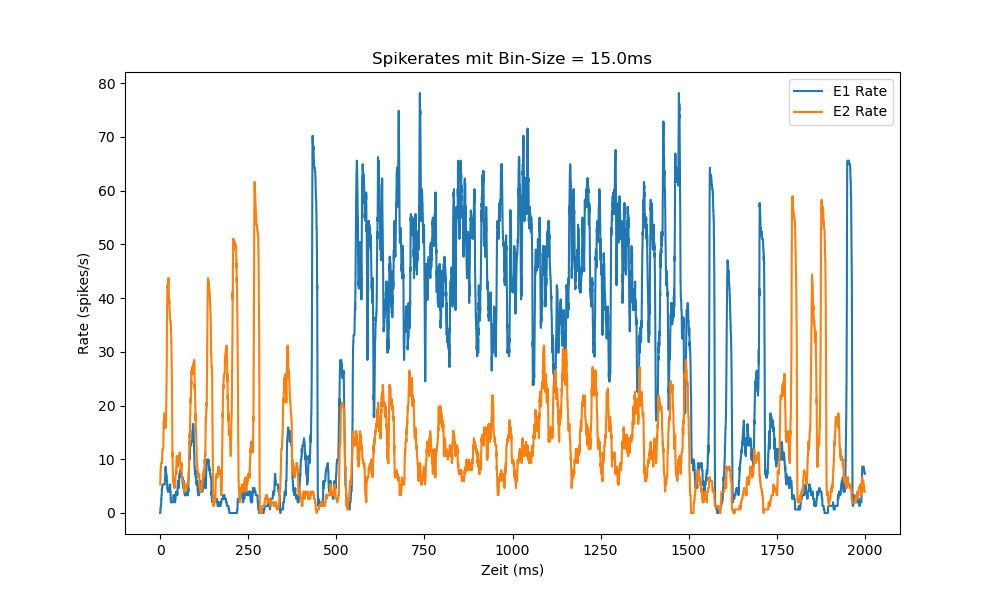 Spikerates mit Bin-Size = 15.0ms
E1 Rate
E2 Rate
80
70
60
50
40
30
20
10
0
Rate (spikes/s)
0 250 500 750 1000 1250 1500 1750 2000
Zeit (ms)